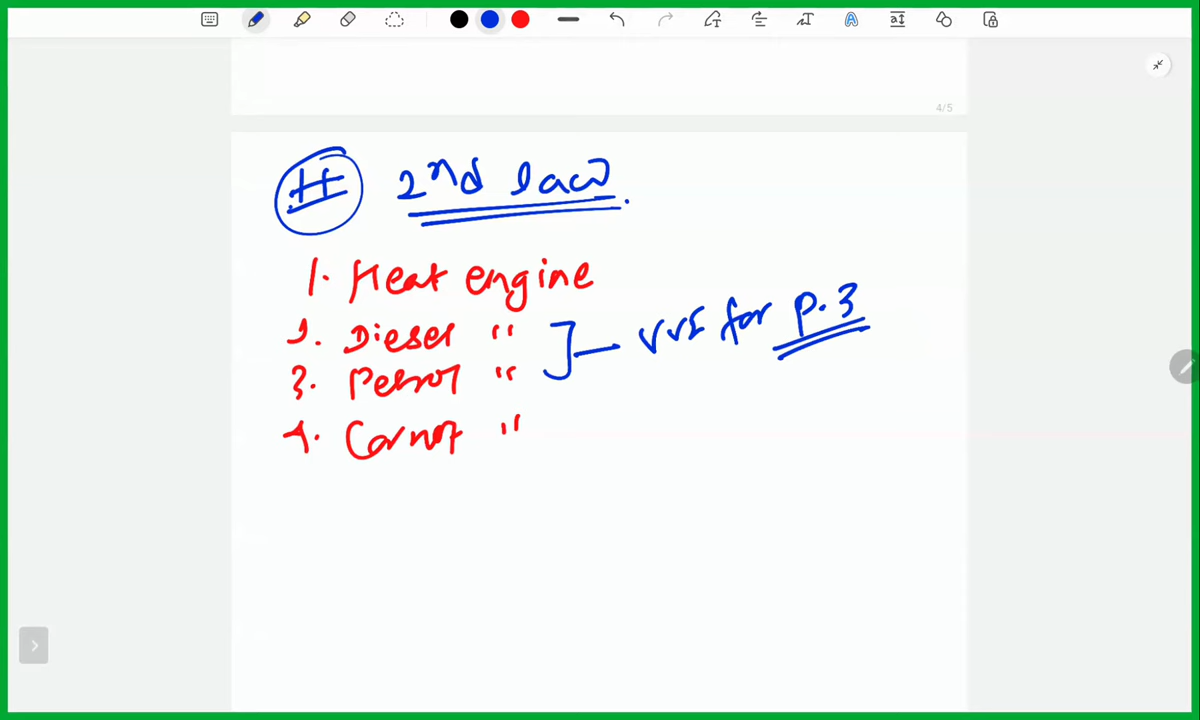 4/5
# 2nd law.
1. Heat engine
2. Diesel "
3. Petrol " ] — VVI for p.3
4. Carnot "